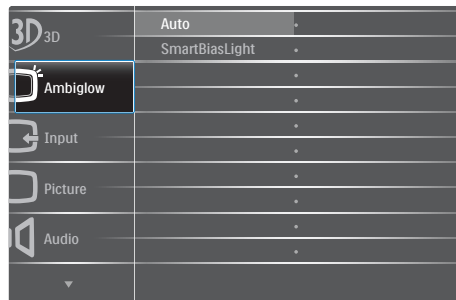 3D 3D
Ambiglow
Input
Picture
Audio
Auto
SmartBiasLight